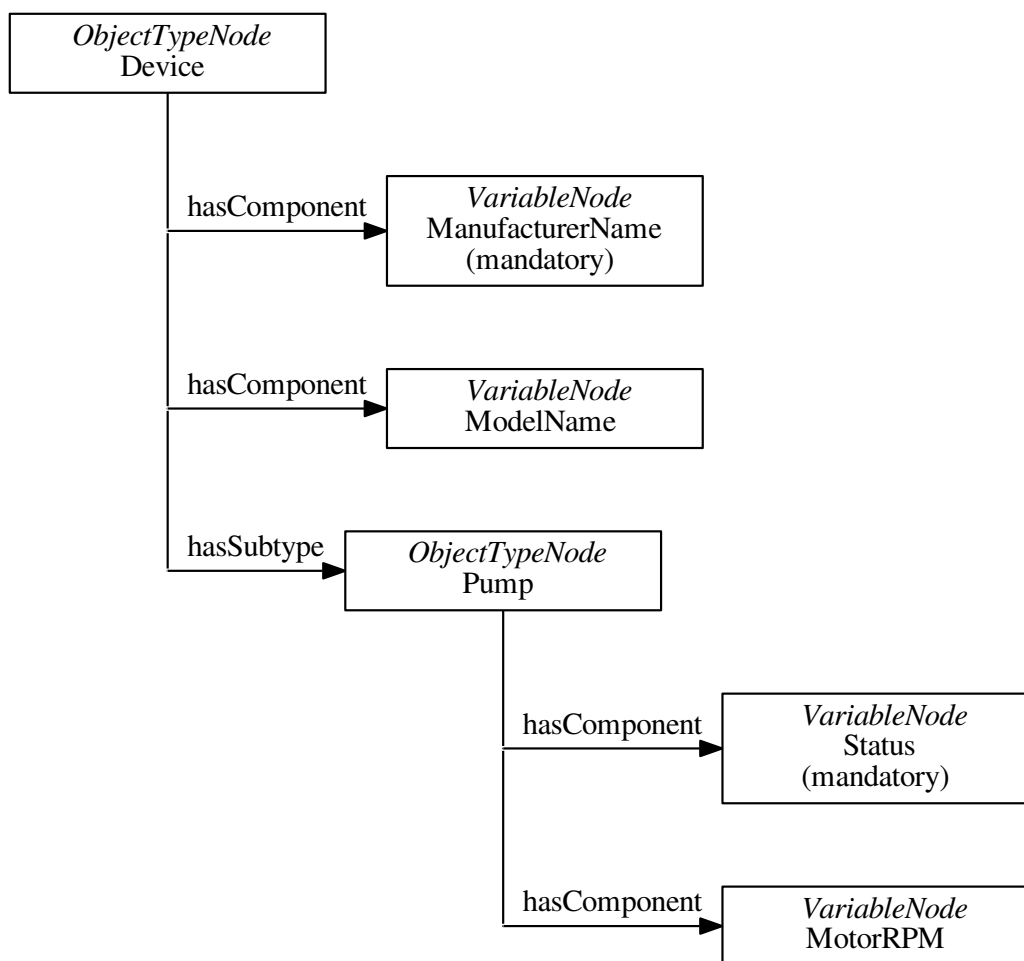 ObjectTypeNode
Device
hasComponent
VariableNode
ManufacturerName
(mandatory)
hasComponent
VariableNode
ModelName
hasSubtype
ObjectTypeNode
Pump
hasComponent
VariableNode
Status
(mandatory)
hasComponent
VariableNode
MotorRPM